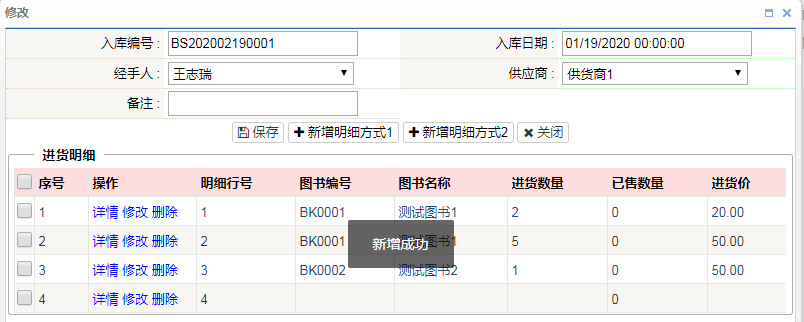 修改
入库编号： BS202002190001 入库日期： 01/19/2020 00:00:00
经手人： 王志瑞 供应商： 供货商1
备注：
保存 新增明细方式1 新增明细方式2 关闭
进货明细
序号 操作 明细行号 图书编号 图书名称 进货数量 已售数量 进货价
1 详情 修改 删除 1 BK0001 测试图书1 2 0 20.00
2 详情 修改 删除 2 BK0001 测试图书1 5 0 50.00
新增成功
3 详情 修改 删除 3 BK0002 测试图书2 1 0 50.00
4 详情 修改 删除 4 0